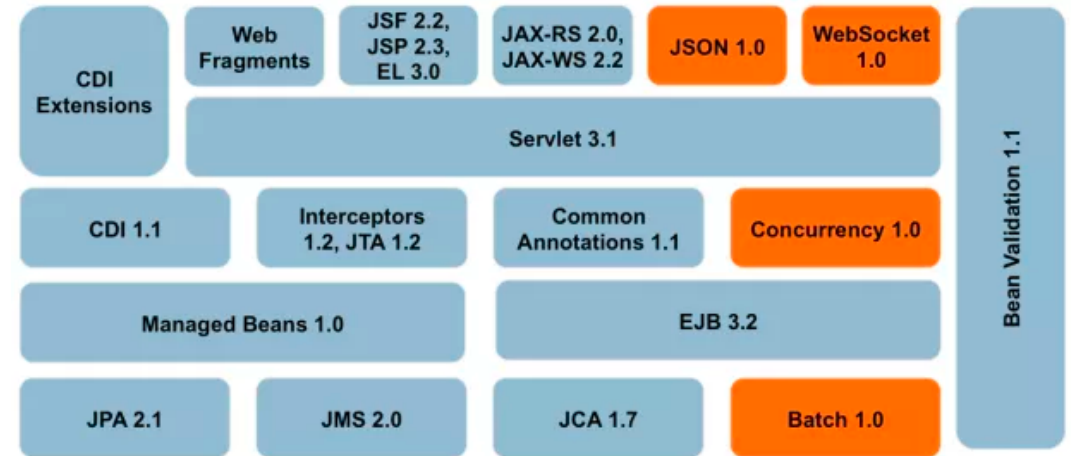 CDI
Extensions
Web
Fragments
JSF 2.2,
JSP 2.3,
EL 3.0
JAX-RS 2.0,
JAX-WS 2.2
JSON 1.0
WebSocket
1.0
Servlet 3.1
CDI 1.1
Interceptors
1.2, JTA 1.2
Common
Annotations 1.1
Concurrency 1.0
Managed Beans 1.0
EJB 3.2
JPA 2.1
JMS 2.0
JCA 1.7
Batch 1.0
Bean Validation 1.1